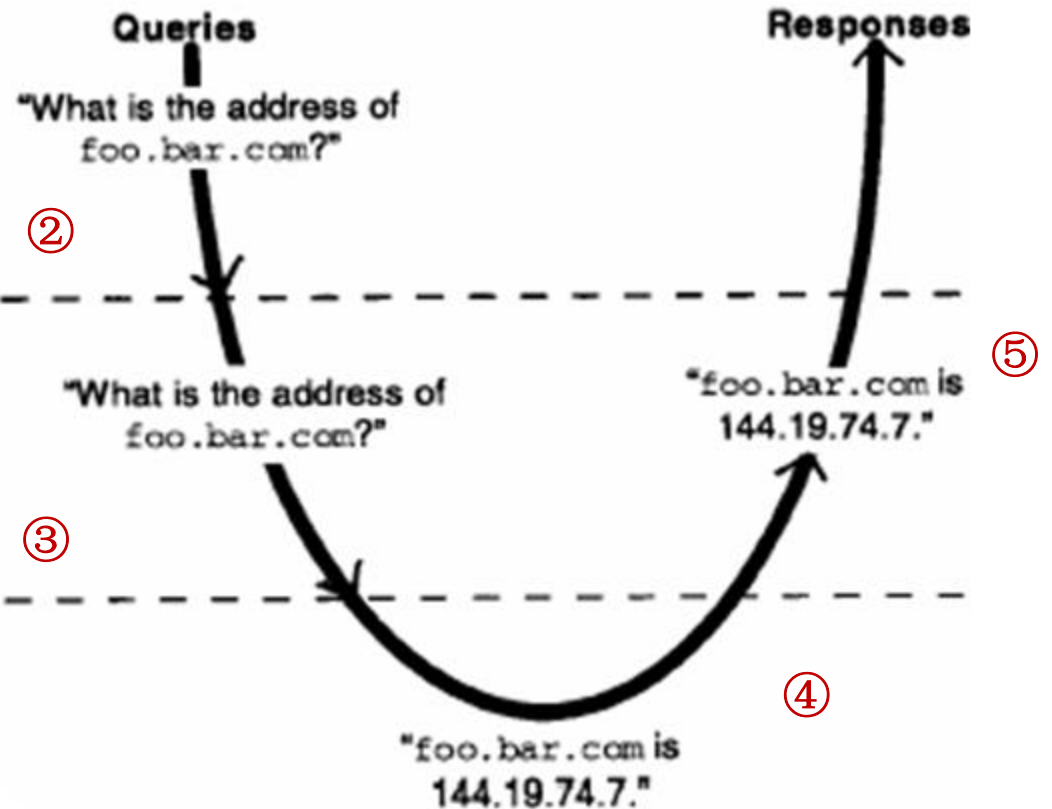 Queries
Responses
“What is the address of
foo.bar.com?”
②
“What is the address of
foo.bar.com?”
“foo.bar.com is
144.19.74.7.”
⑤
③
④
“foo.bar.com is
144.19.74.7.”